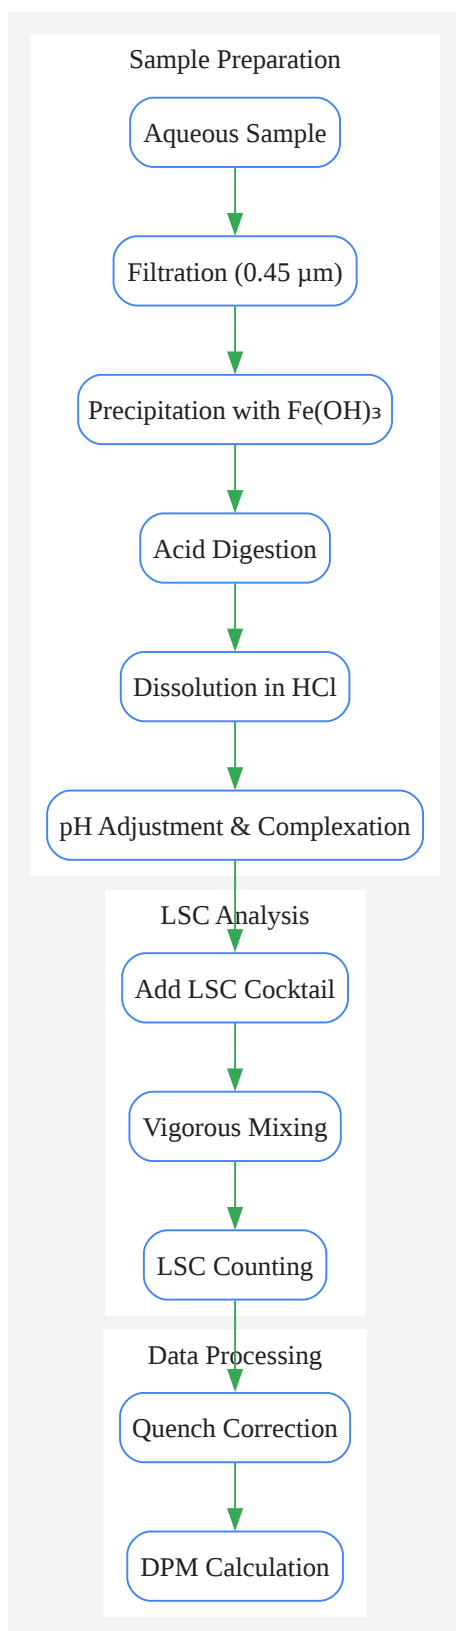 Sample Preparation
Aqueous Sample
Filtration (0.45 µm)
Precipitation with Fe(OH)₃
Acid Digestion
Dissolution in HCl
pH Adjustment & Complexation
LSC Analysis
Add LSC Cocktail
Vigorous Mixing
LSC Counting
Data Processing
Quench Correction
DPM Calculation